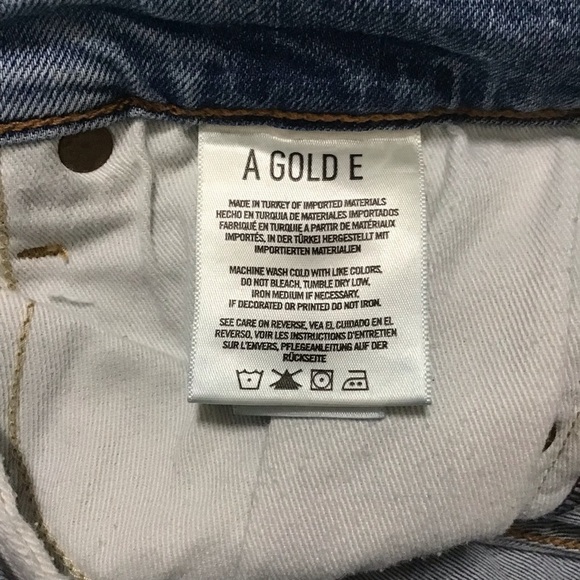 A GOLD E
MADE IN TURKEY OF IMPORTED MATERIALS
HECHO EN TURQUIA DE MATERIALES IMPORTADOS
FABRIQUÉ EN TURQUIE A PARTIR DE MATÉRIAUX
IMPORTÉS, IN DER TÜRKEI HERGESTELLT MIT
IMPORTIERTEN MATERIALIEN
MACHINE WASH COLD WITH LIKE COLORS,
DO NOT BLEACH, TUMBLE DRY LOW,
IRON MEDIUM IF NECESSARY,
IF DECORATED OR PRINTED DO NOT IRON.
SEE CARE ON REVERSE, VEA EL CUIDADO EN EL
REVERSO, VOIR LES INSTRUCTIONS D'ENTRETIEN
SUR L'ENVERS, PFLEGEANLEITUNG AUF DER
RÜCKSEITE